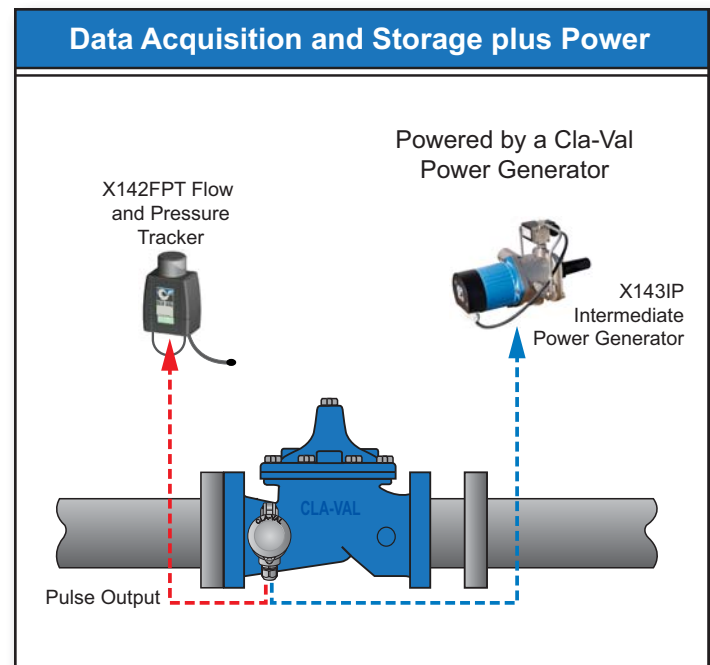 Data Acquisition and Storage plus Power
Powered by a Cla-Val
Power Generator
X142FPT Flow
and Pressure
Tracker
X143IP
Intermediate
Power Generator
CLA-VAL
Pulse Output